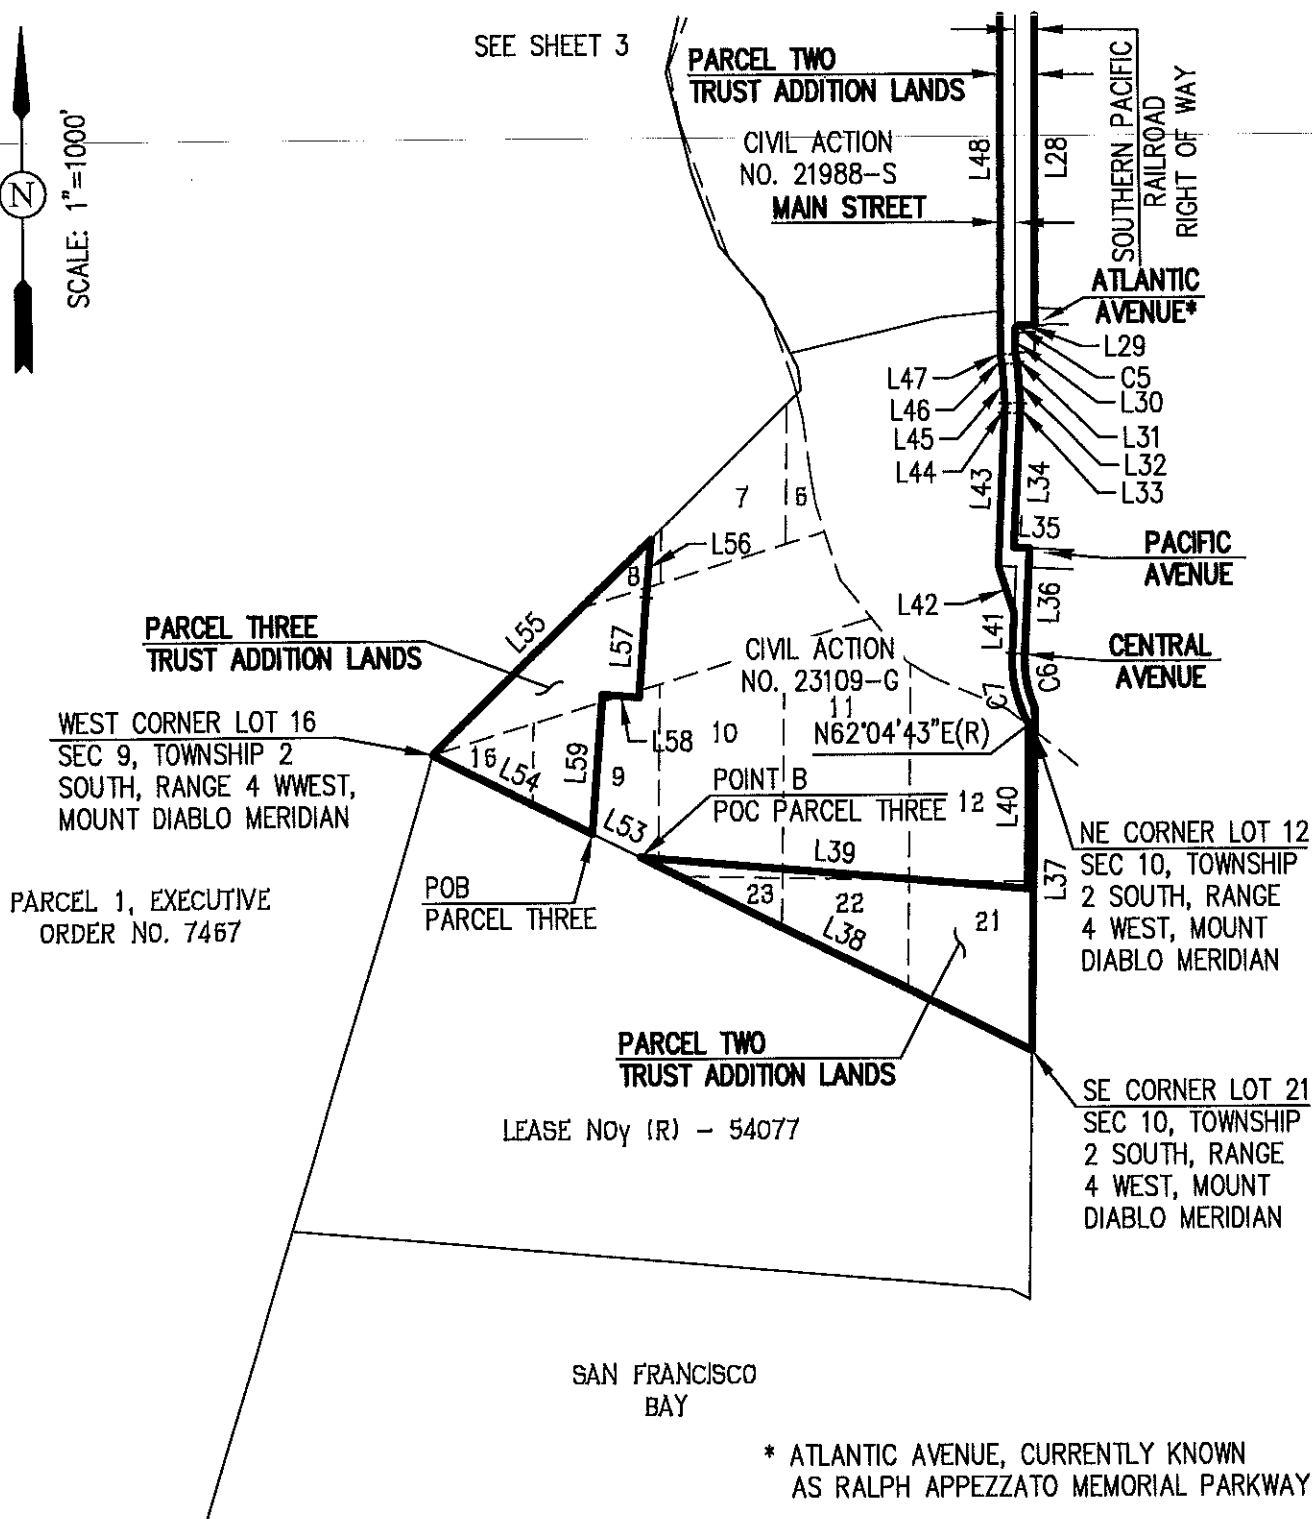 SEE SHEET 3
PARCEL TWO
TRUST ADDITION LANDS
CIVIL ACTION
NO. 21988-S
MAIN STREET
L48
L28
SOUTHERN PACIFIC
RAILROAD
RIGHT OF WAY
N
SCALE: 1"=1000'
ATLANTIC
AVENUE*
L29
C5
L30
L31
L32
L33
L47
L46
L45
L44
L43
L34
L35
PACIFIC
AVENUE
L42
L41
L36
CENTRAL
AVENUE
C6
C7
7
6
8
L56
L55
L57
PARCEL THREE
TRUST ADDITION LANDS
CIVIL ACTION
NO. 23109-G
11
N62°04'43"E(R)
WEST CORNER LOT 16
SEC 9, TOWNSHIP 2
SOUTH, RANGE 4 WWEST,
MOUNT DIABLO MERIDIAN
16
L54
L59
L58
10
9
L53
POINT B
POC PARCEL THREE
12
L40
L39
L37
NE CORNER LOT 12
SEC 10, TOWNSHIP
2 SOUTH, RANGE
4 WEST, MOUNT
DIABLO MERIDIAN
POB
PARCEL THREE
PARCEL 1, EXECUTIVE
ORDER NO. 7467
23
22
21
L38
PARCEL TWO
TRUST ADDITION LANDS
SE CORNER LOT 21
SEC 10, TOWNSHIP
2 SOUTH, RANGE
4 WEST, MOUNT
DIABLO MERIDIAN
LEASE NOy (R) - 54077
SAN FRANCISCO
BAY
* ATLANTIC AVENUE, CURRENTLY KNOWN
AS RALPH APPEZZATO MEMORIAL PARKWAY